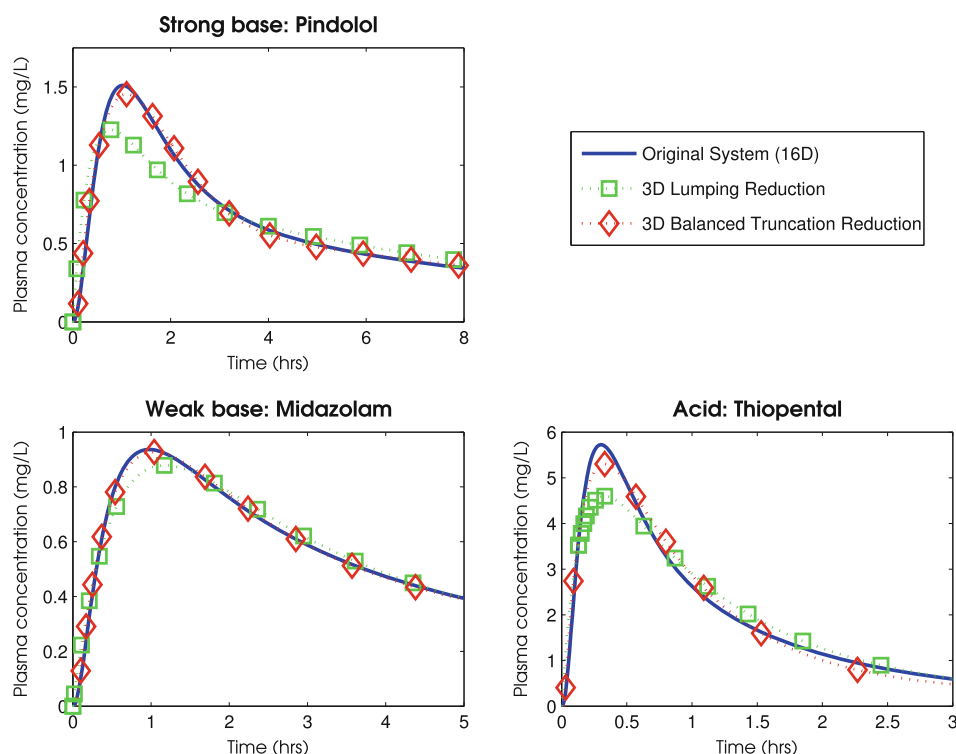 Strong base: Pindolol
Plasma concentration (mg/L)
1.5
1
0.5
0
0 2 4 6 8
Time (hrs)
Original System (16D)
3D Lumping Reduction
3D Balanced Truncation Reduction
Weak base: Midazolam
Plasma concentration (mg/L)
1
0.8
0.6
0.4
0.2
0
0 1 2 3 4 5
Time (hrs)
Acid: Thiopental
Plasma concentration (mg/L)
6
5
4
3
2
1
0
0 0.5 1 1.5 2 2.5 3
Time (hrs)